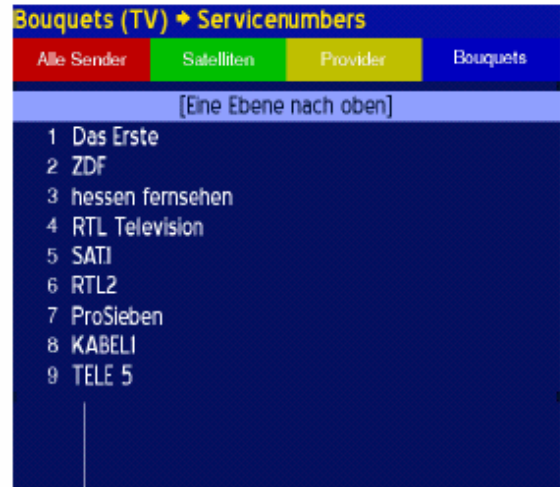 Bouquets (TV) ➜ Servicenumbers
Alle Sender Satelliten Provider Bouquets
[Eine Ebene nach oben]
1 Das Erste
2 ZDF
3 hessen fernsehen
4 RTL Television
5 SAT.1
6 RTL2
7 ProSieben
8 KABEL1
9 TELE 5